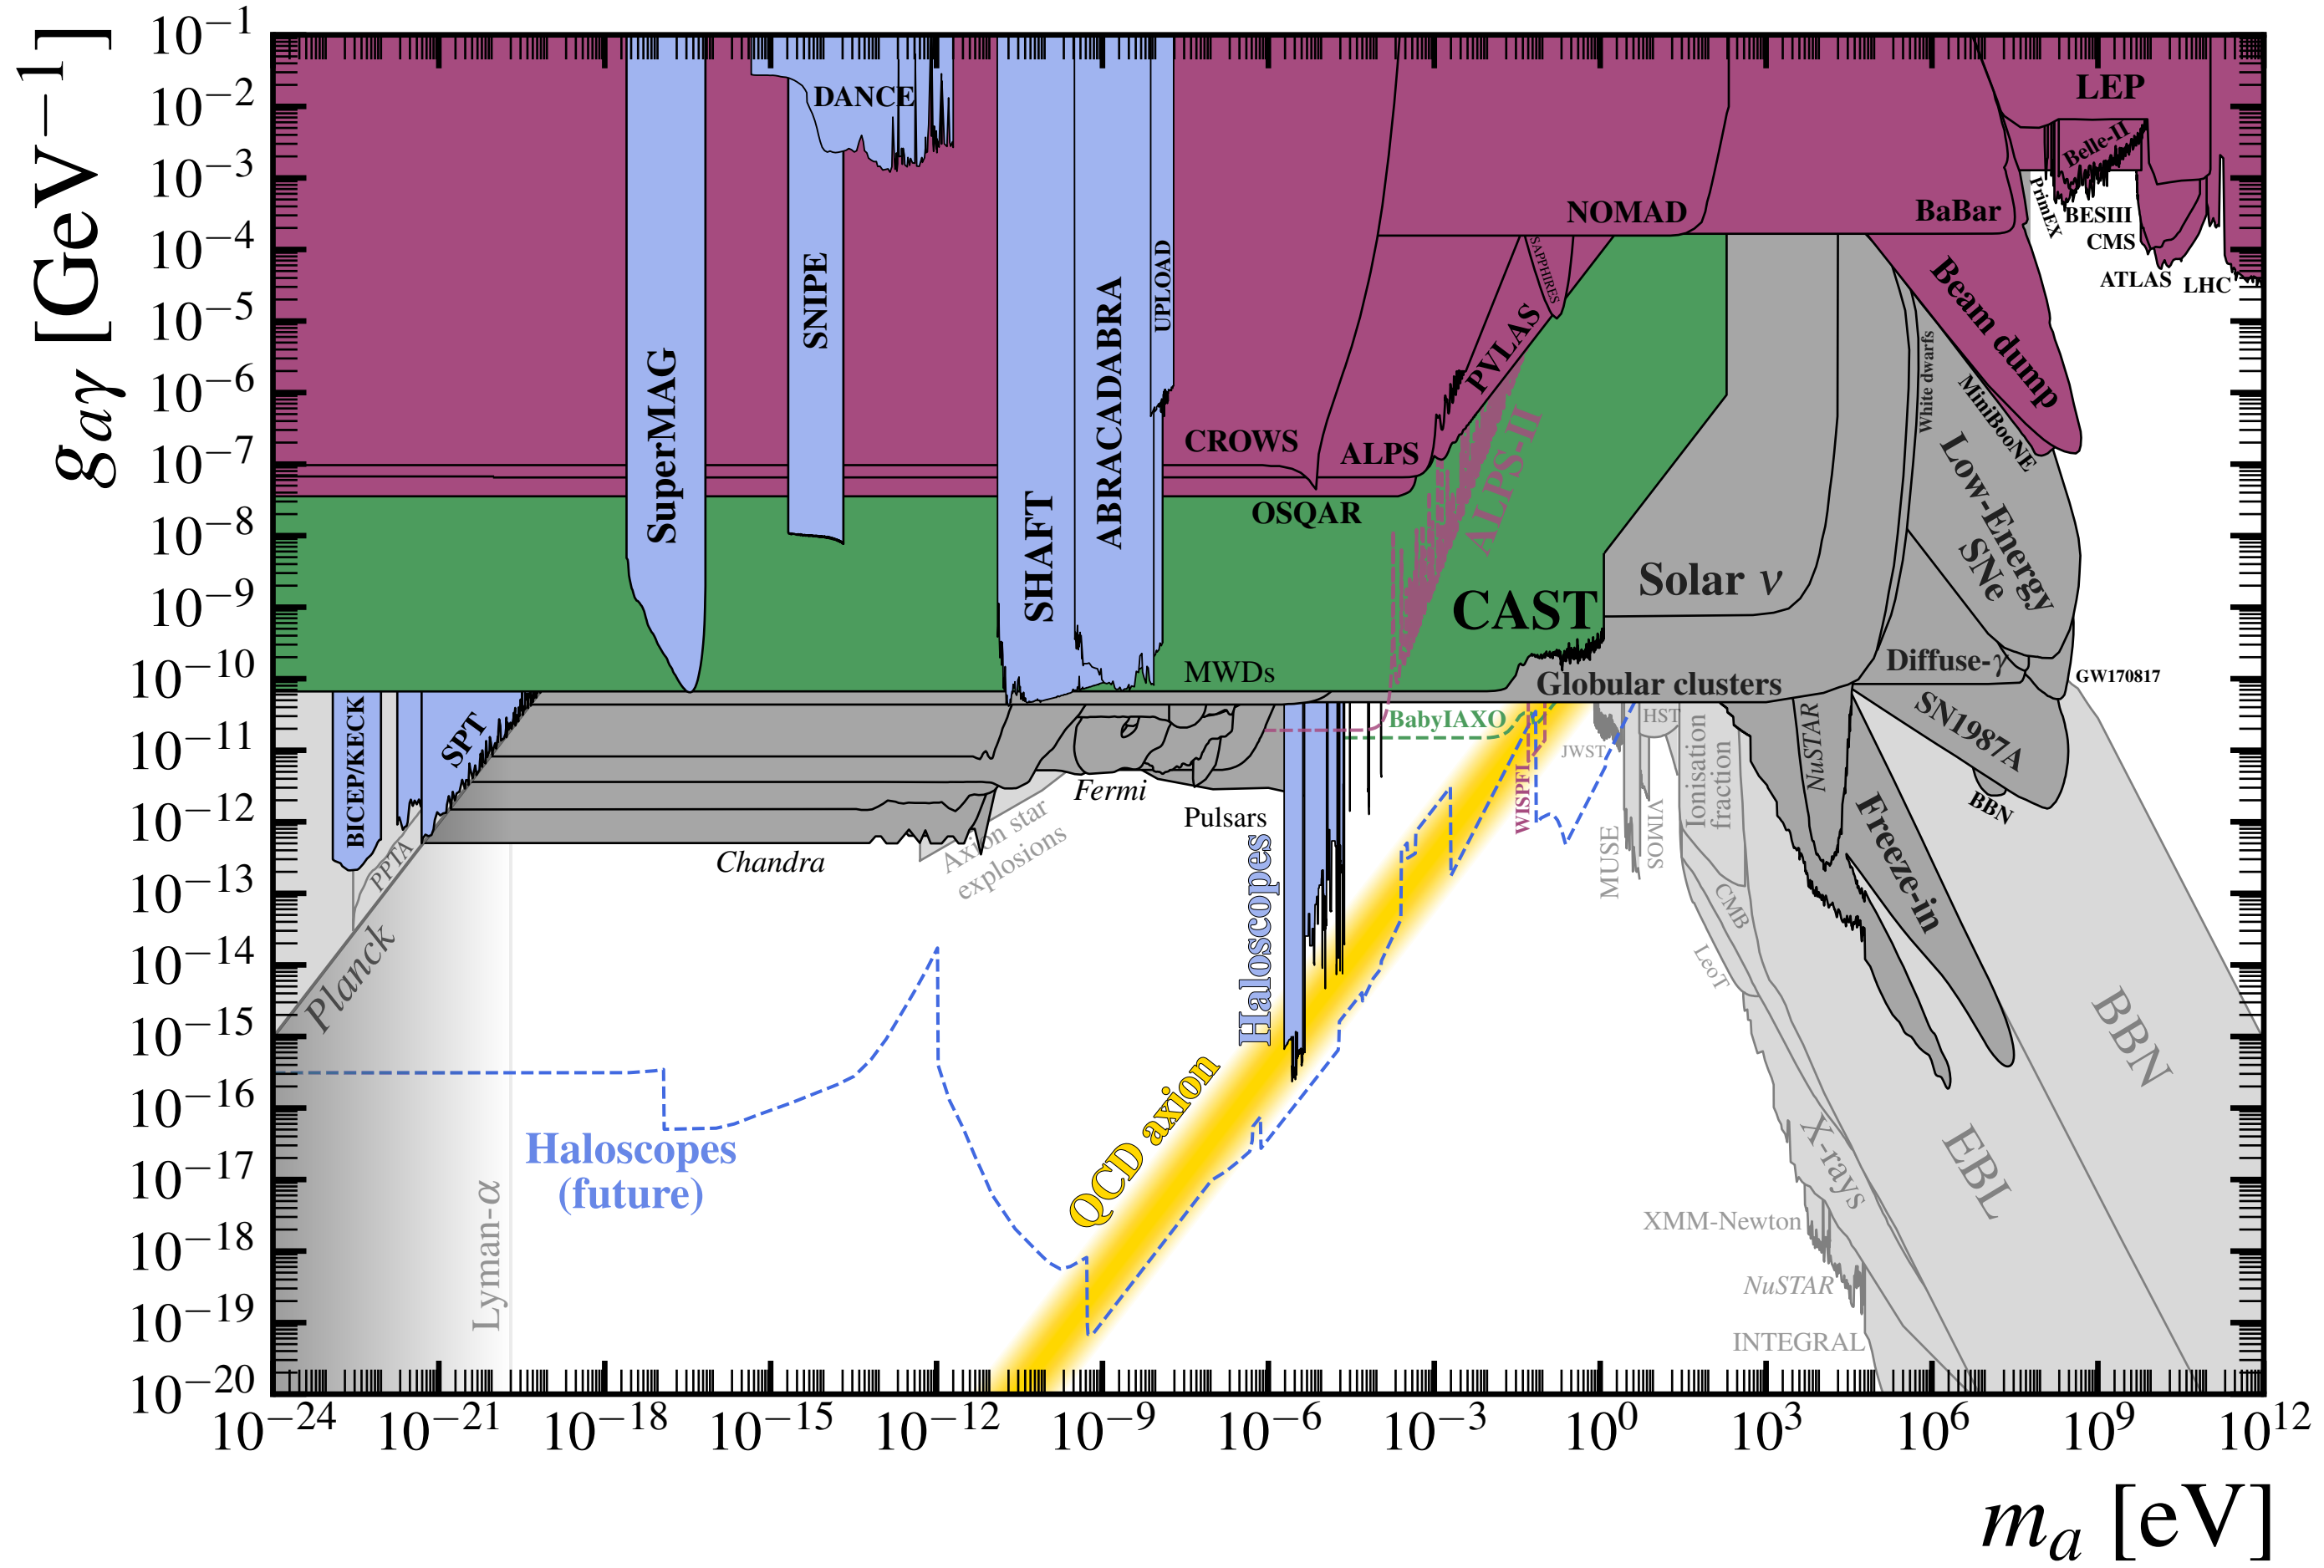 g_{aγ} [GeV^{−1}]
10^{−1}
10^{−2}
10^{−3}
10^{−4}
10^{−5}
10^{−6}
10^{−7}
10^{−8}
10^{−9}
10^{−10}
10^{−11}
10^{−12}
10^{−13}
10^{−14}
10^{−15}
10^{−16}
10^{−17}
10^{−18}
10^{−19}
10^{−20}
DANCE
LEP
Belle-II
PrimEX
BESIII
CMS
ATLAS
LHC
NOMAD
BaBar
SNIPE
SuperMAG
SHAFT
ABRACADABRA
UPLOAD
SAPPHIRES
PVLAS
Beam dump
White dwarfs
MiniBooNE
CROWS
ALPS
ALPS-II
OSQAR
Low-Energy
SNe
CAST
Solar ν
MWDs
Globular clusters
Diffuse-γ
GW170817
BICEP/KECK
SPT
BabyIAXO
HST
JWST
WISPFI
Ionisation
fraction
NuSTAR
SN1987A
BBN
Fermi
Pulsars
Chandra
Axion star
explosions
PPTA
Planck
Haloscopes
MUSE
VIMOS
Freeze-in
CMB
LeoT
BBN
QCD axion
Haloscopes
(future)
Lyman-α
X-rays
EBL
XMM-Newton
NuSTAR
INTEGRAL
10^{−24}
10^{−21}
10^{−18}
10^{−15}
10^{−12}
10^{−9}
10^{−6}
10^{−3}
10^{0}
10^{3}
10^{6}
10^{9}
10^{12}
m_a [eV]